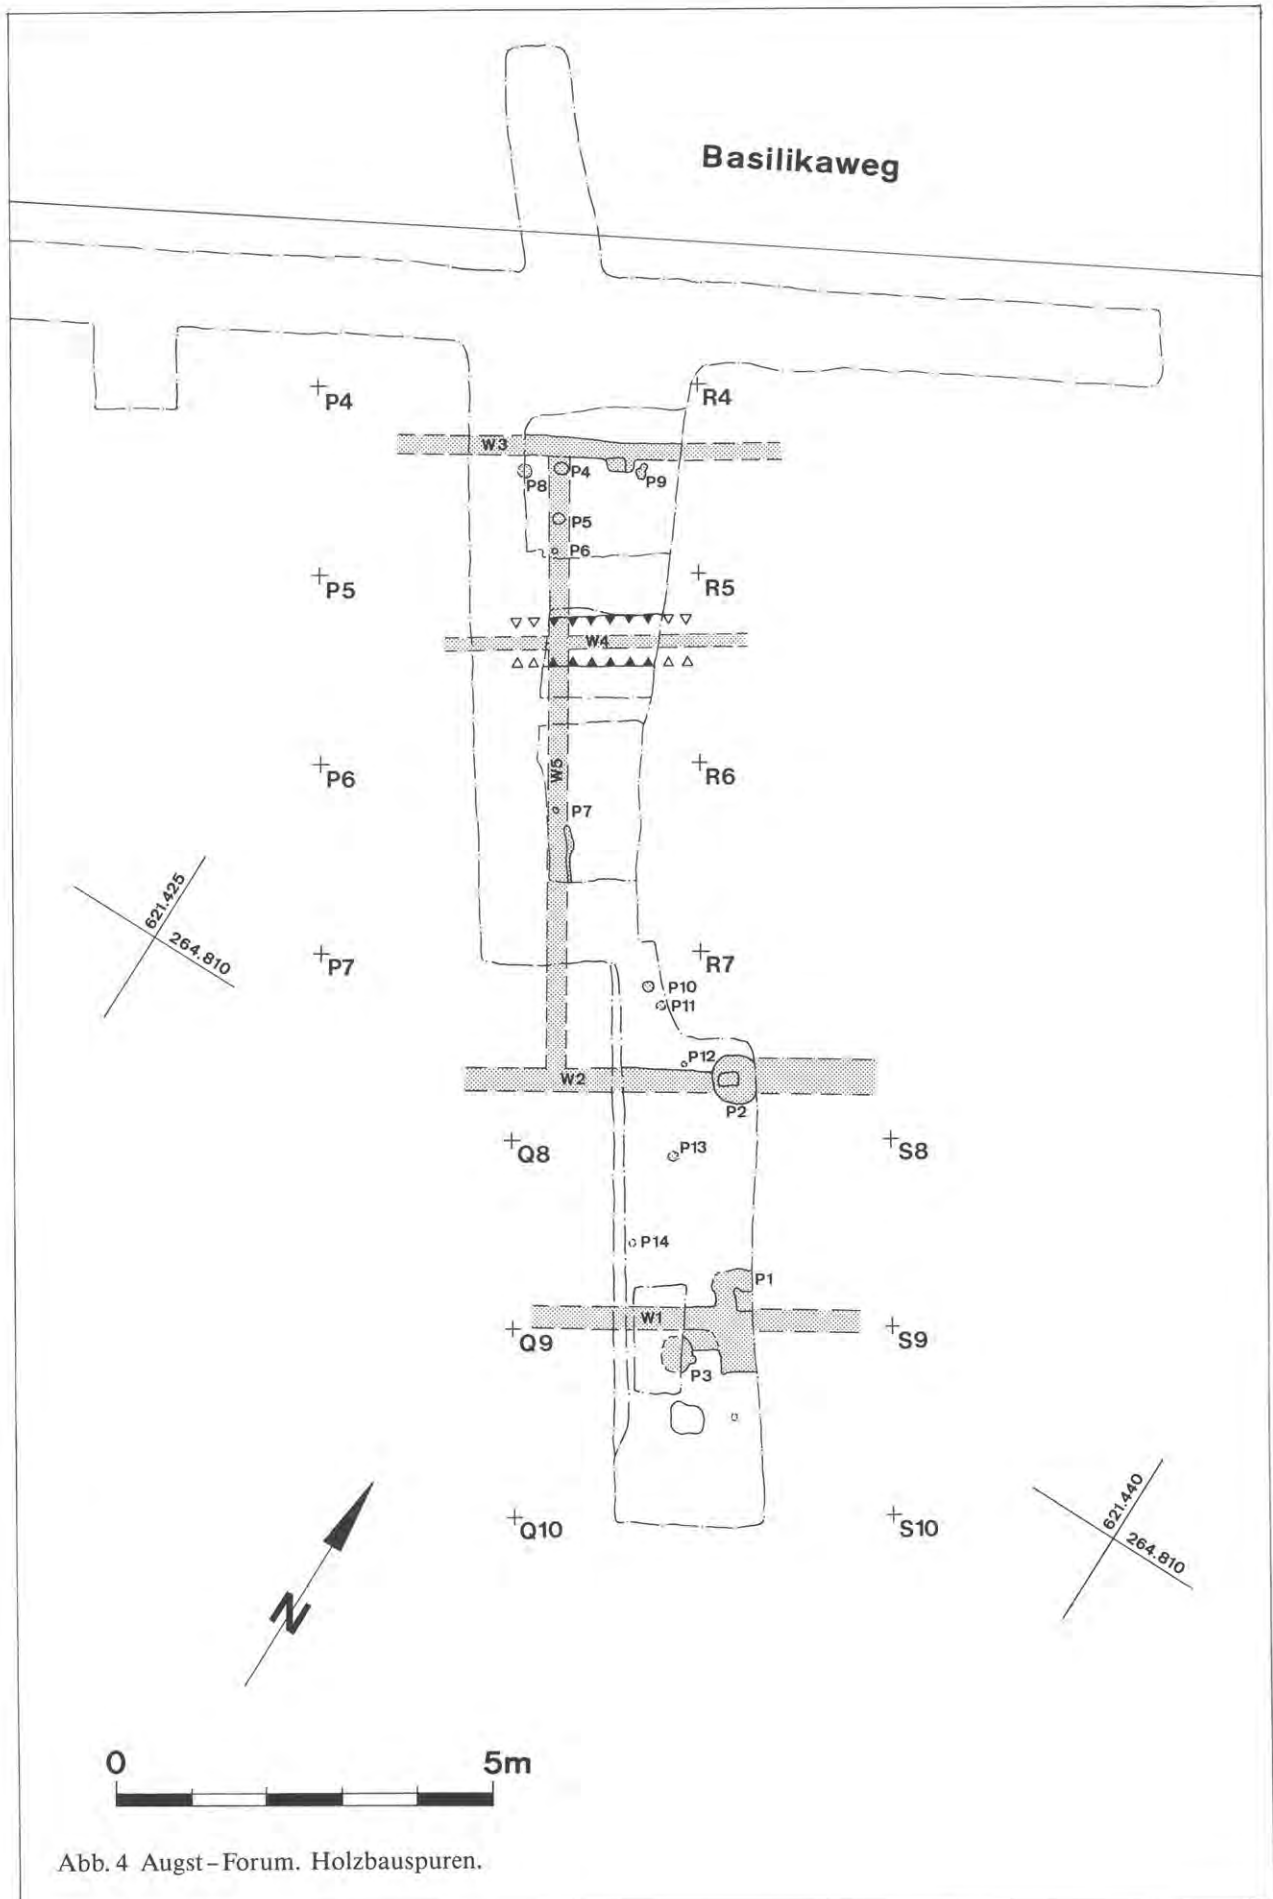 Basilikaweg
P4
R4
W3
P8
P4
P9
P5
P6
P5
R5
W4
P6
W5
R6
P7
621.425
264.810
P7
R7
P10
P11
P12
W2
P2
Q8
P13
S8
P14
P1
W1
Q9
S9
P3
Q10
S10
621.440
264.810
N
0 5m
Abb. 4 Augst–Forum. Holzbauspuren.